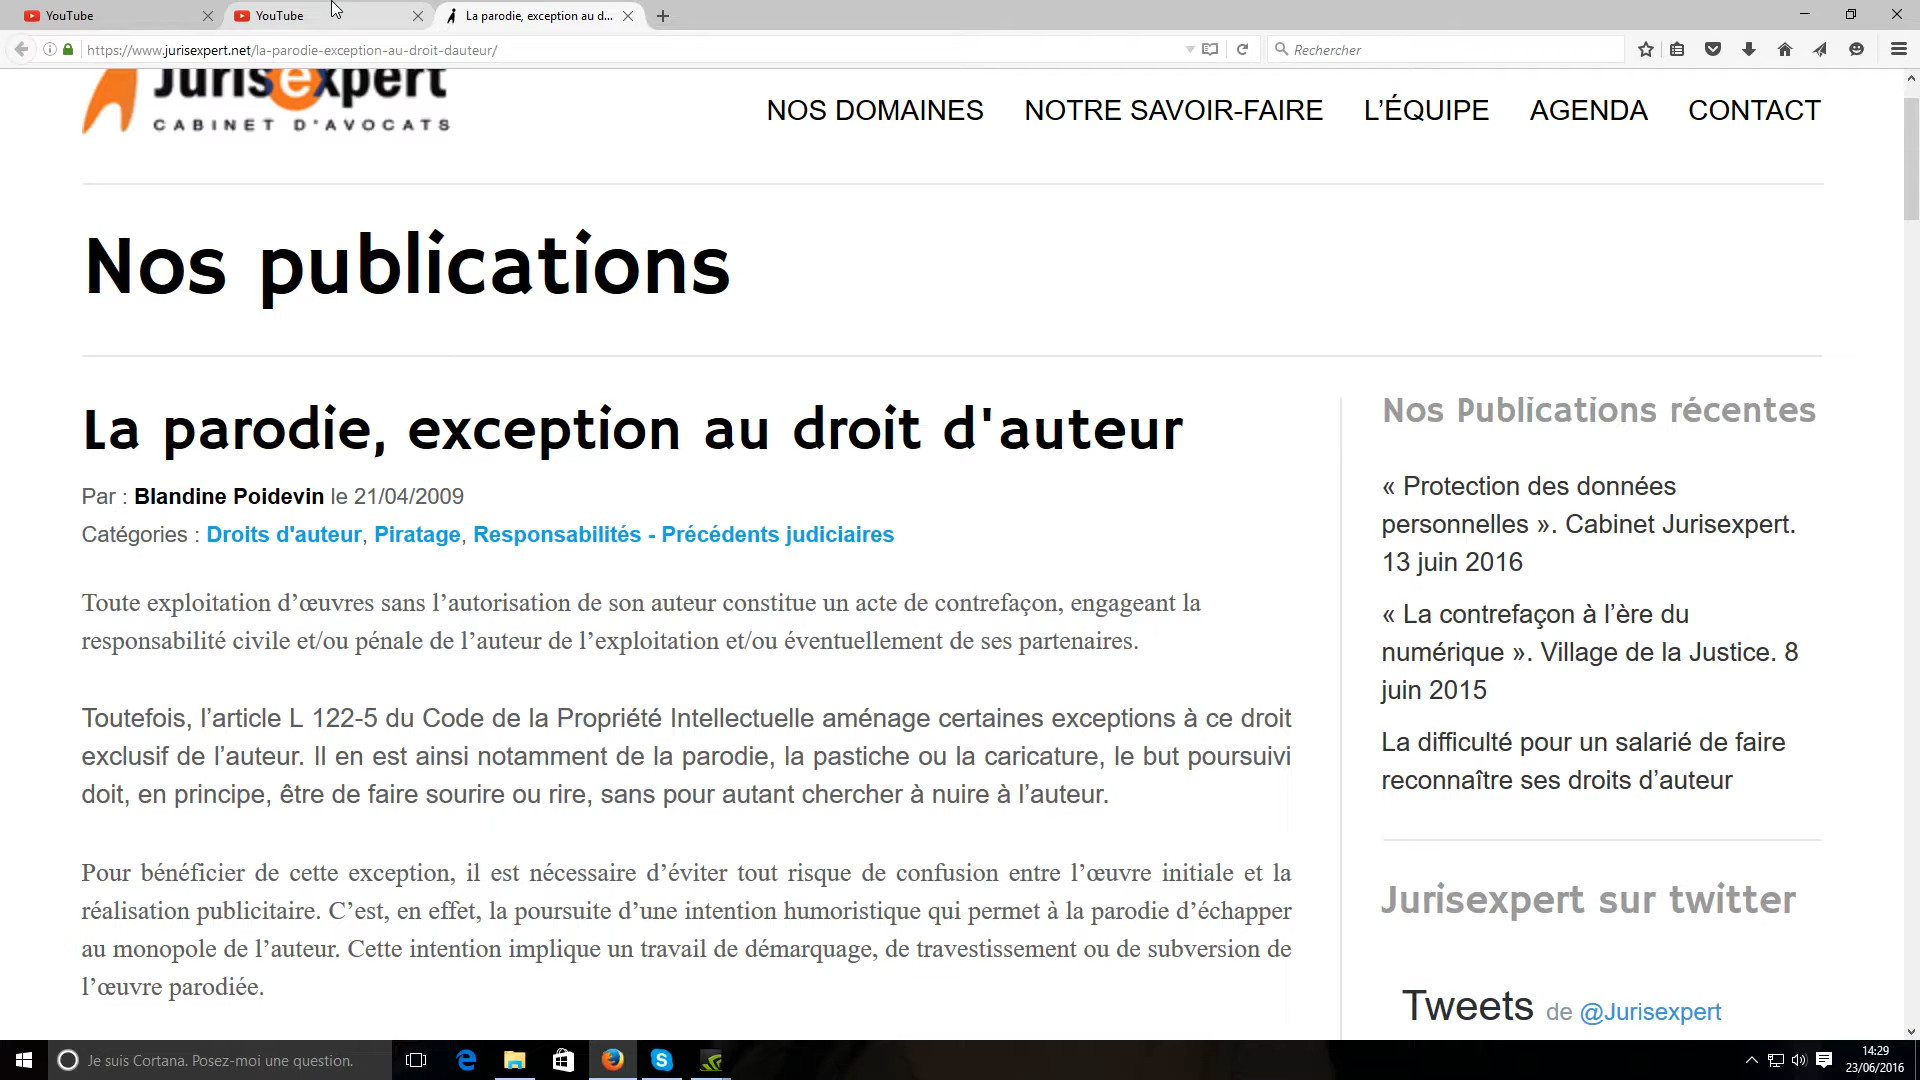 YouTube
YouTube
La parodie, exception au d...
https://www.jurisexpert.net/la-parodie-exception-au-droit-dauteur/
Rechercher
Jurisexpert
CABINET D'AVOCATS
NOS DOMAINES
NOTRE SAVOIR-FAIRE
L’ÉQUIPE
AGENDA
CONTACT
Nos publications
La parodie, exception au droit d'auteur
Par : Blandine Poidevin le 21/04/2009
Catégories : Droits d'auteur, Piratage, Responsabilités - Précédents judiciaires
Toute exploitation d’œuvres sans l’autorisation de son auteur constitue un acte de contrefaçon, engageant la
responsabilité civile et/ou pénale de l’auteur de l’exploitation et/ou éventuellement de ses partenaires.
Toutefois, l’article L 122-5 du Code de la Propriété Intellectuelle aménage certaines exceptions à ce droit
exclusif de l’auteur. Il en est ainsi notamment de la parodie, la pastiche ou la caricature, le but poursuivi
doit, en principe, être de faire sourire ou rire, sans pour autant chercher à nuire à l’auteur.
Pour bénéficier de cette exception, il est nécessaire d’éviter tout risque de confusion entre l’œuvre initiale et la
réalisation publicitaire. C’est, en effet, la poursuite d’une intention humoristique qui permet à la parodie d’échapper
au monopole de l’auteur. Cette intention implique un travail de démarquage, de travestissement ou de subversion de
l’œuvre parodiée.
Nos Publications récentes
« Protection des données
personnelles ». Cabinet Jurisexpert.
13 juin 2016
« La contrefaçon à l’ère du
numérique ». Village de la Justice. 8
juin 2015
La difficulté pour un salarié de faire
reconnaître ses droits d’auteur
Jurisexpert sur twitter
Tweets de @Jurisexpert
Je suis Cortana. Posez-moi une question.
14:29
23/06/2016